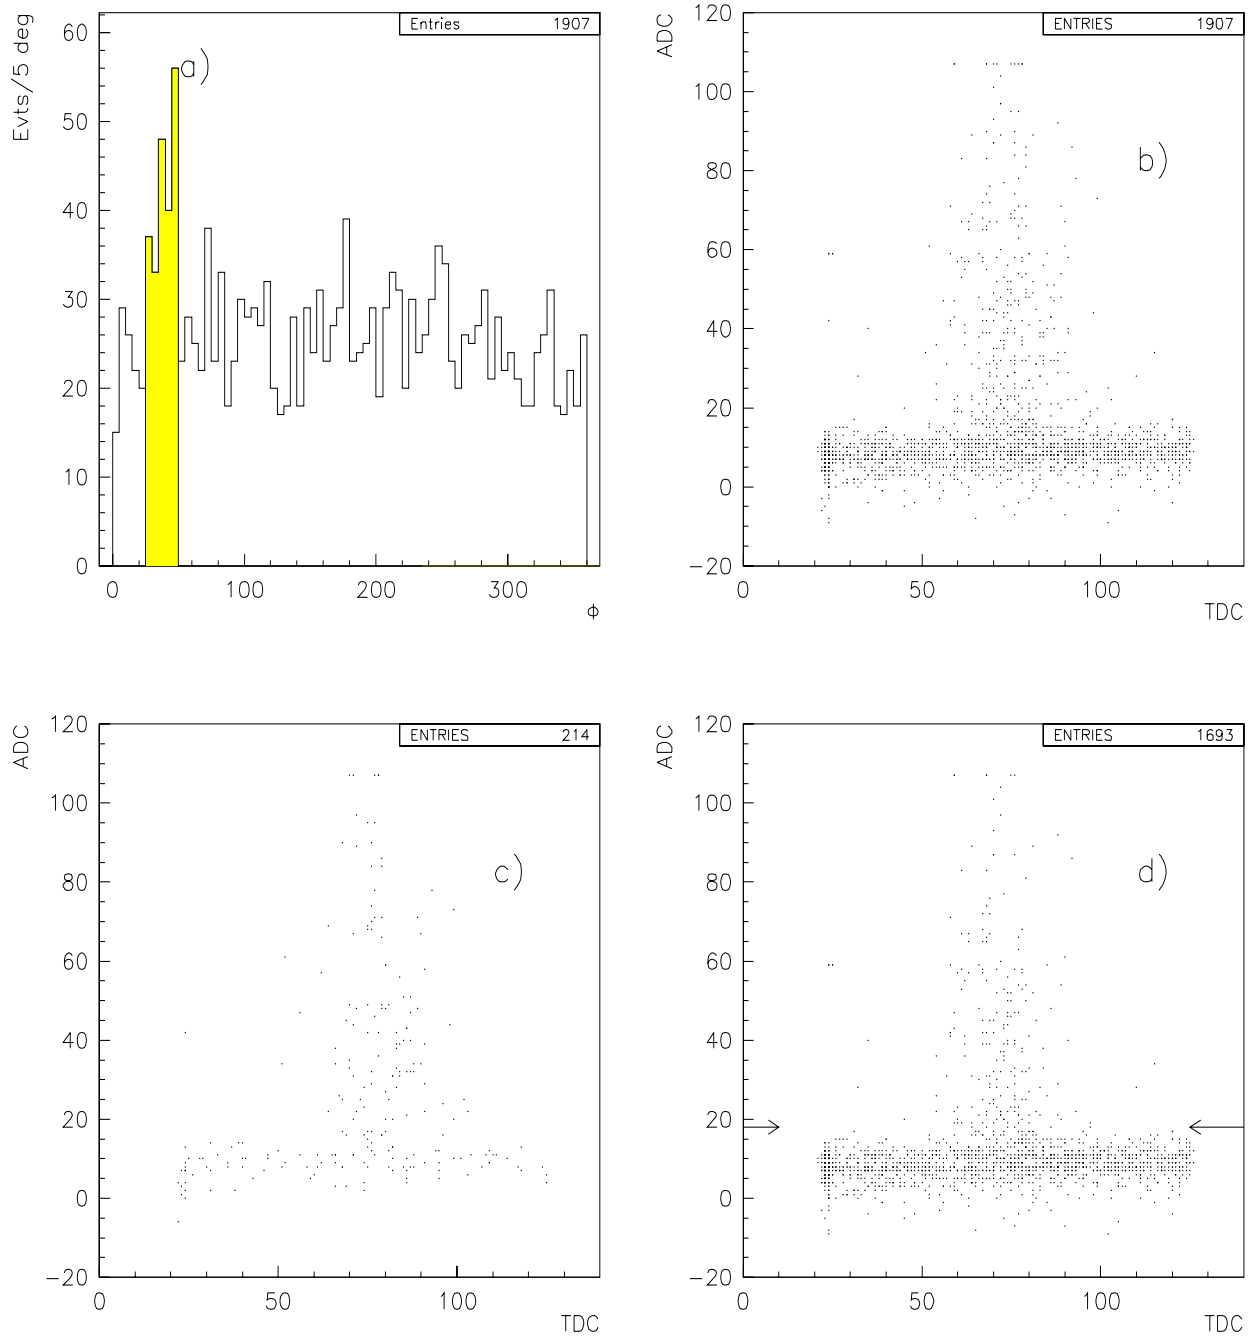 Entries 1907
Evts/5 deg
a)
60
50
40
30
20
10
0
0 100 200 300
ϕ
ENTRIES 1907
ADC
b)
120
100
80
60
40
20
0
−20
0 50 100
TDC
ENTRIES 214
ADC
c)
120
100
80
60
40
20
0
−20
0 50 100
TDC
ENTRIES 1693
ADC
d)
120
100
80
60
40
20
0
−20
0 50 100
TDC